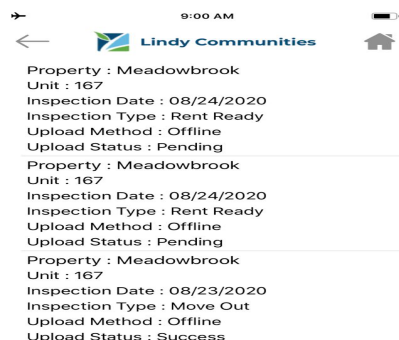 9:00 AM
Lindy Communities
Property : Meadowbrook
Unit : 167
Inspection Date : 08/24/2020
Inspection Type : Rent Ready
Upload Method : Offline
Upload Status : Pending
Property : Meadowbrook
Unit : 167
Inspection Date : 08/24/2020
Inspection Type : Rent Ready
Upload Method : Offline
Upload Status : Pending
Property : Meadowbrook
Unit : 167
Inspection Date : 08/23/2020
Inspection Type : Move Out
Upload Method : Offline
Upload Status : Success